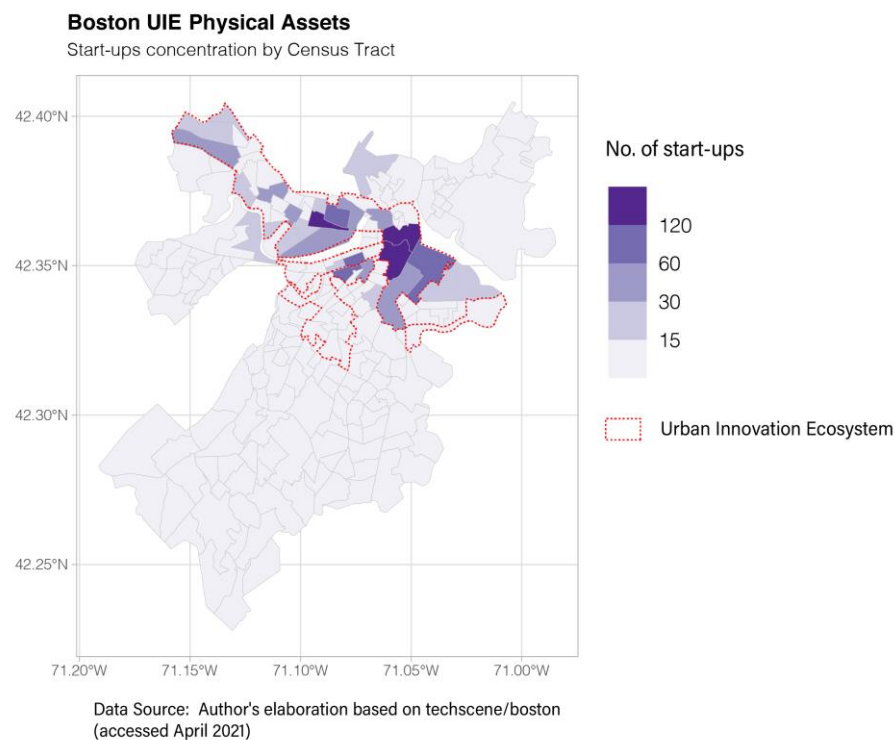 Boston UIE Physical Assets
Start-ups concentration by Census Tract
42.40°N
42.35°N
42.30°N
42.25°N
71.20°W 71.15°W 71.10°W 71.05°W 71.00°W
No. of start-ups
120
60
30
15
Urban Innovation Ecosystem
Data Source: Author's elaboration based on techscene/boston
(accessed April 2021)